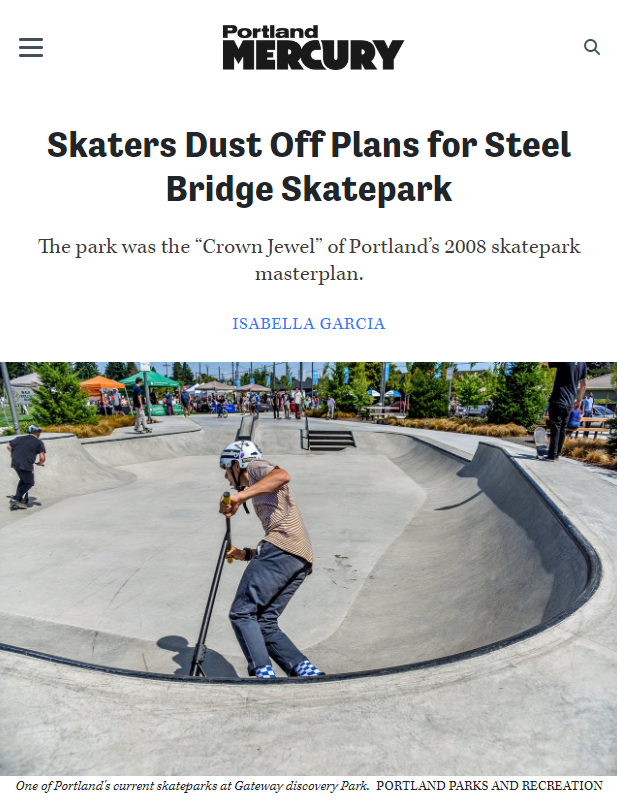 Portland
MERCURY
Skaters Dust Off Plans for Steel
Bridge Skatepark
The park was the “Crown Jewel” of Portland’s 2008 skatepark
masterplan.
ISABELLA GARCIA
One of Portland's current skateparks at Gateway discovery Park. PORTLAND PARKS AND RECREATION